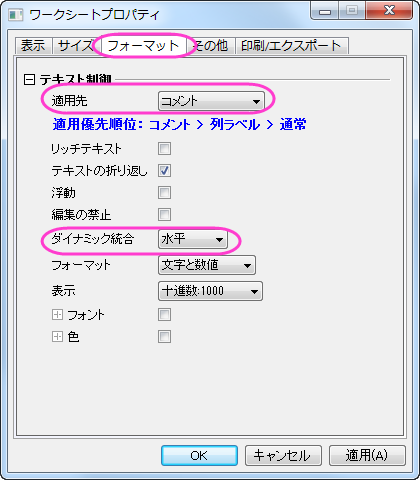 ワークシートプロパティ
表示 サイズ フォーマット その他 印刷/エクスポート
テキスト制御
適用先 コメント
適用優先順位: コメント > 列ラベル > 通常
リッチテキスト
テキストの折り返し
浮動
編集の禁止
ダイナミック統合 水平
フォーマット 文字と数値
表示 十進数:1000
フォント
色
OK キャンセル 適用(A)